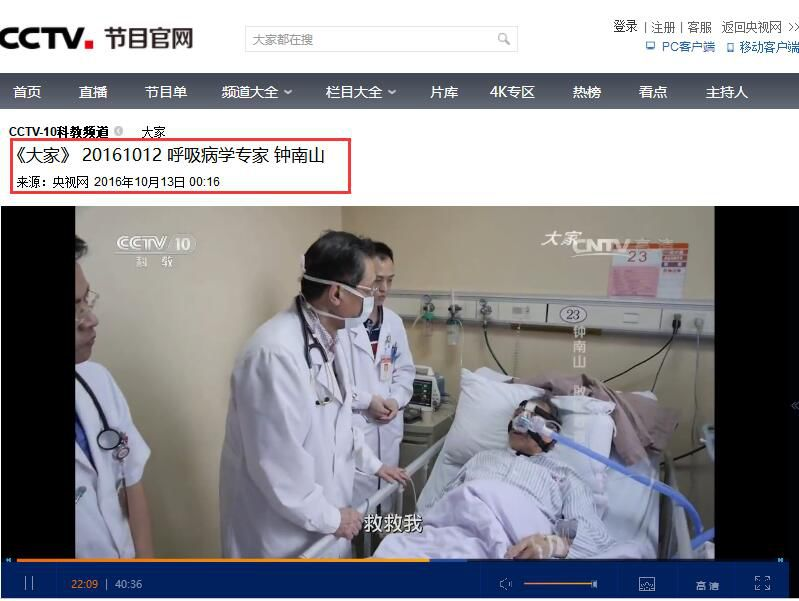 CCTV. 节目官网
大家都在搜
登录 | 注册 | 客服 返回央视网 >>
PC客户端 移动客户端
首页 直播 节目单 频道大全 栏目大全 片库 4K专区 热榜 看点 主持人
CCTV-10科教频道 大家
《大家》 20161012 呼吸病学专家 钟南山
来源：央视网 2016年10月13日 00:16
CCTV 10
科 教
大家 CNTV 高清
23
23
钟南山
救救我
22:09 | 40:36
高清